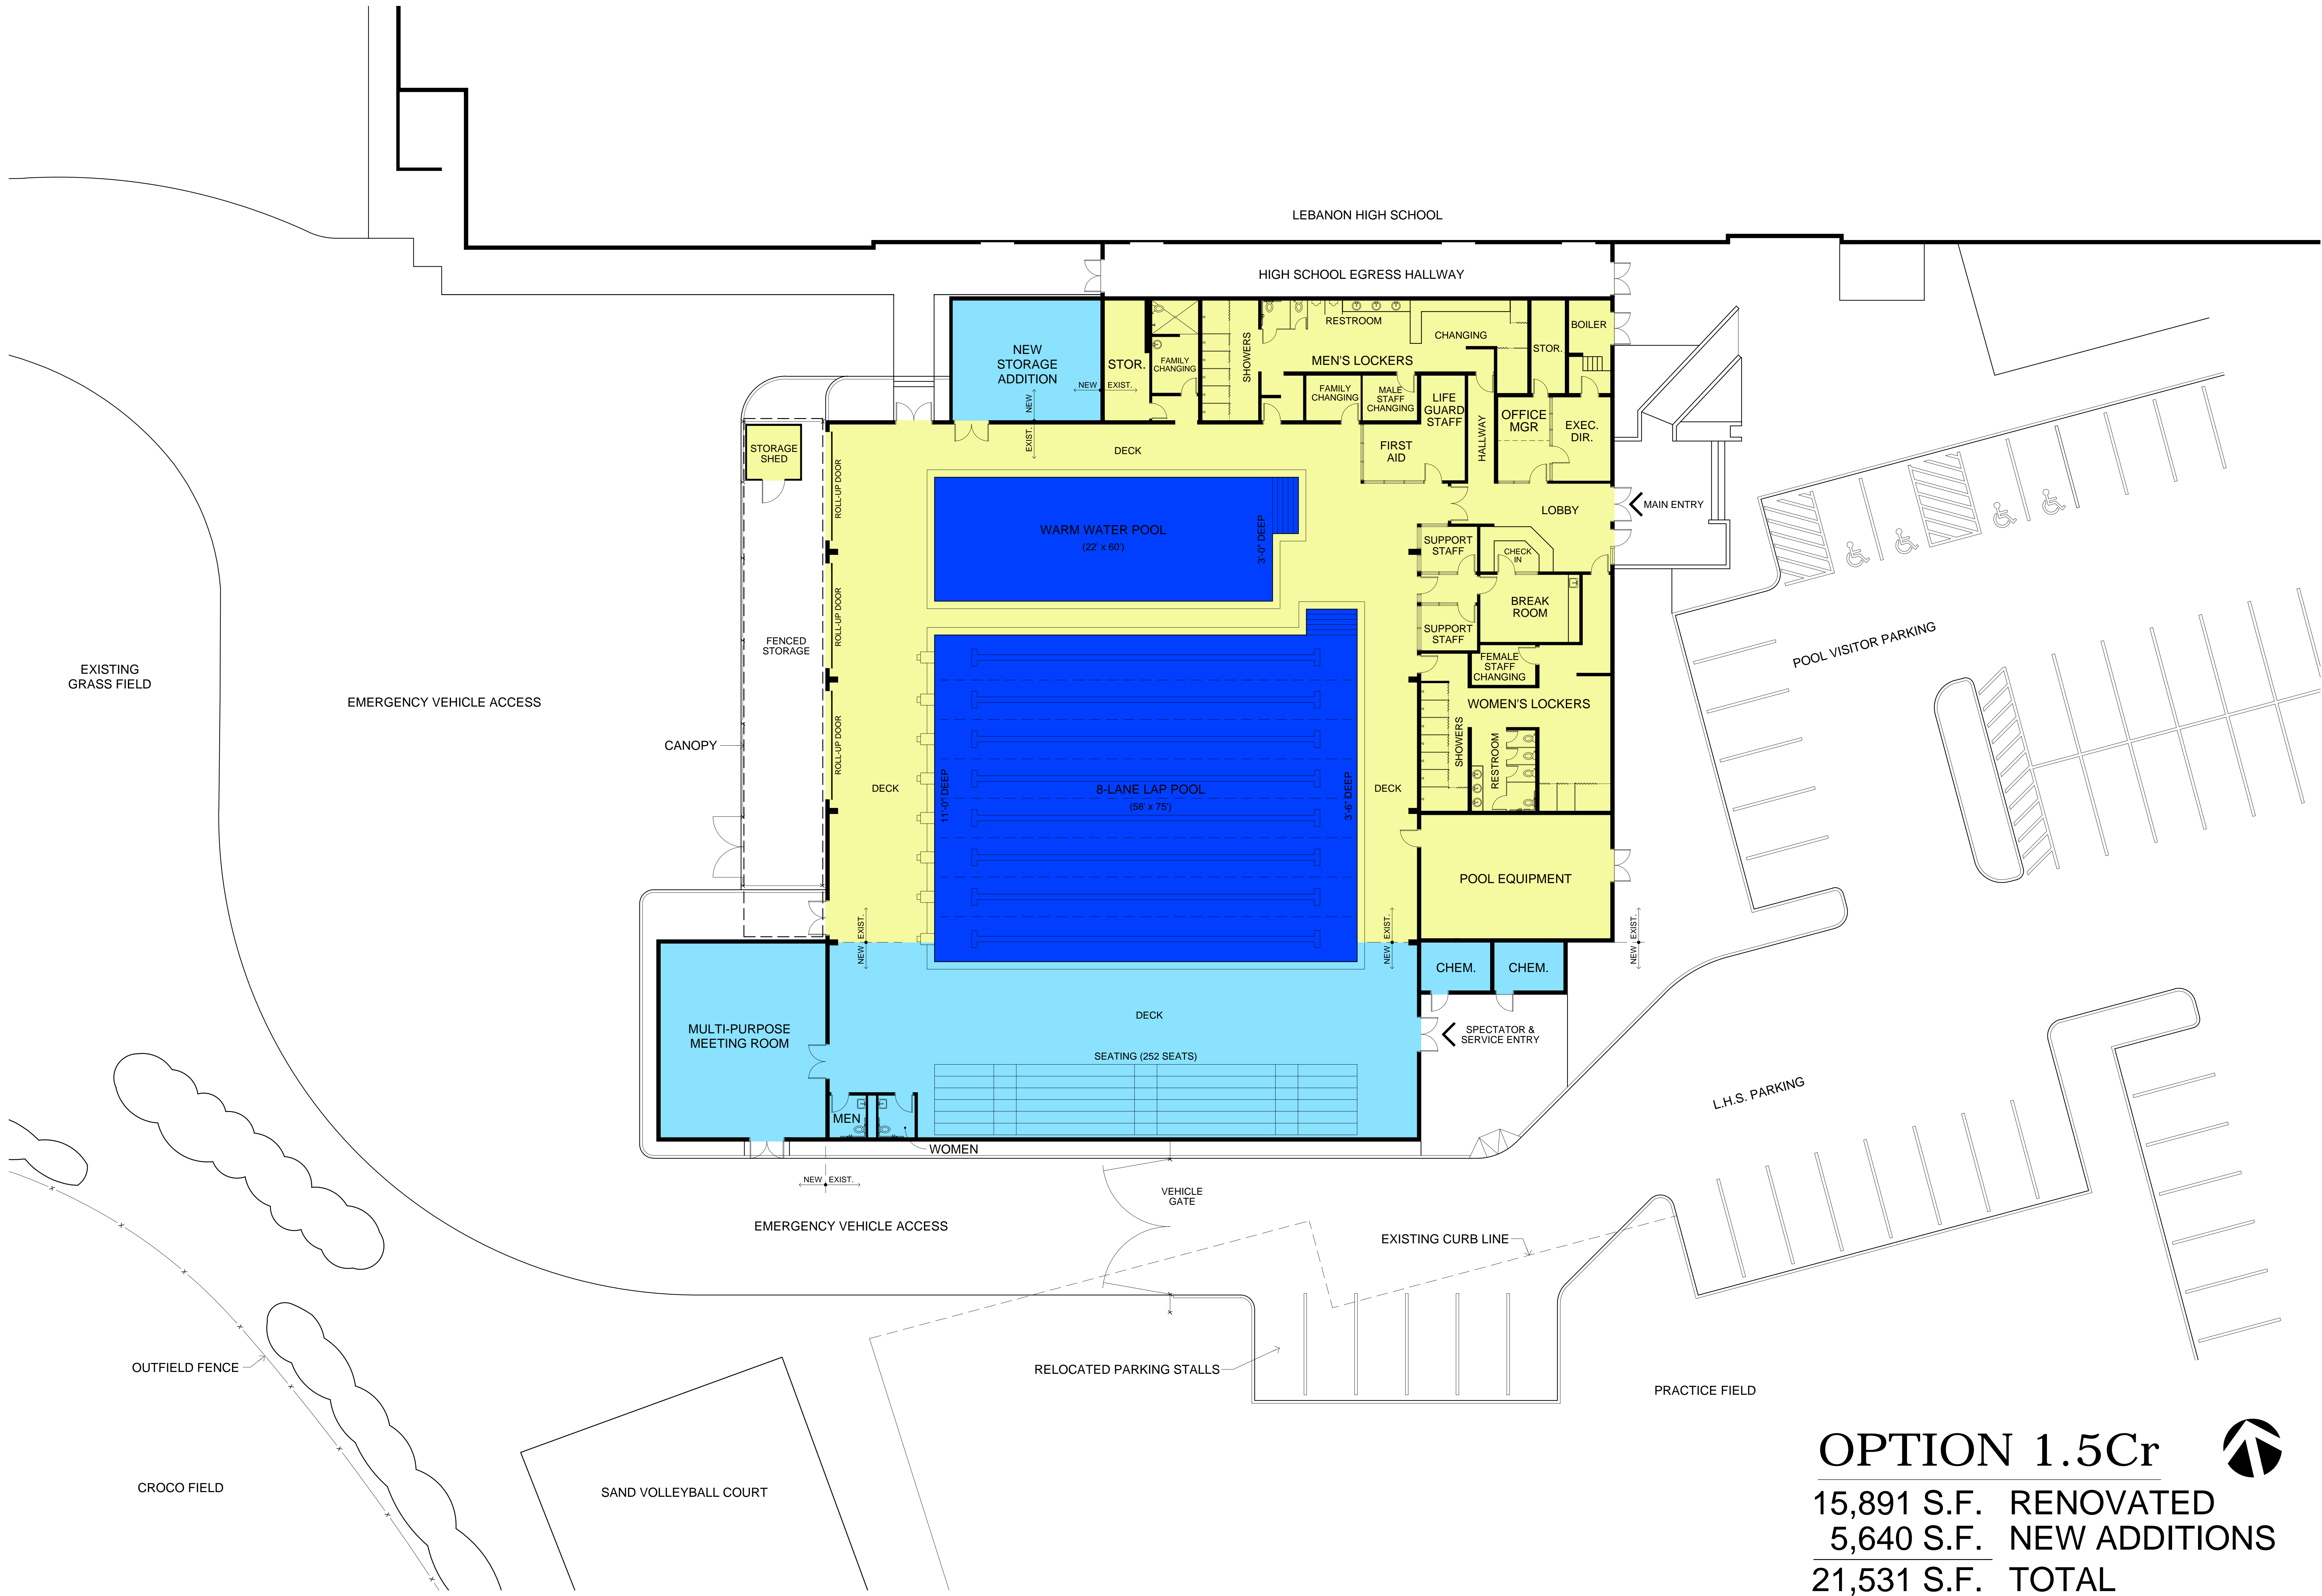 LEBANON HIGH SCHOOL
HIGH SCHOOL EGRESS HALLWAY
NEW
STORAGE
ADDITION
NEW
EXIST.
NEW
EXIST.
STOR.
FAMILY
CHANGING
SHOWERS
RESTROOM
MEN'S LOCKERS
CHANGING
STOR.
BOILER
FAMILY
CHANGING
MALE
STAFF
CHANGING
LIFE
GUARD
STAFF
HALLWAY
OFFICE
MGR
EXEC.
DIR.
FIRST
AID
DECK
STORAGE
SHED
ROLL-UP DOOR
ROLL-UP DOOR
ROLL-UP DOOR
WARM WATER POOL
(22' x 60')
3'-0" DEEP
LOBBY
MAIN ENTRY
SUPPORT
STAFF
CHECK
IN
BREAK
ROOM
SUPPORT
STAFF
FEMALE
STAFF
CHANGING
WOMEN'S LOCKERS
SHOWERS
RESTROOM
POOL VISITOR PARKING
FENCED
STORAGE
EXISTING
GRASS FIELD
EMERGENCY VEHICLE ACCESS
CANOPY
DECK
11'-0" DEEP
8-LANE LAP POOL
(58' x 75')
3'-6" DEEP
DECK
POOL EQUIPMENT
NEW
EXIST.
NEW
EXIST.
NEW
EXIST.
CHEM.
CHEM.
MULTI-PURPOSE
MEETING ROOM
DECK
SPECTATOR &
SERVICE ENTRY
SEATING (252 SEATS)
MEN
WOMEN
L.H.S. PARKING
NEW
EXIST.
VEHICLE
GATE
EMERGENCY VEHICLE ACCESS
EXISTING CURB LINE
OUTFIELD FENCE
RELOCATED PARKING STALLS
PRACTICE FIELD
CROCO FIELD
SAND VOLLEYBALL COURT
OPTION 1.5Cr
15,891 S.F. RENOVATED
5,640 S.F. NEW ADDITIONS
21,531 S.F. TOTAL